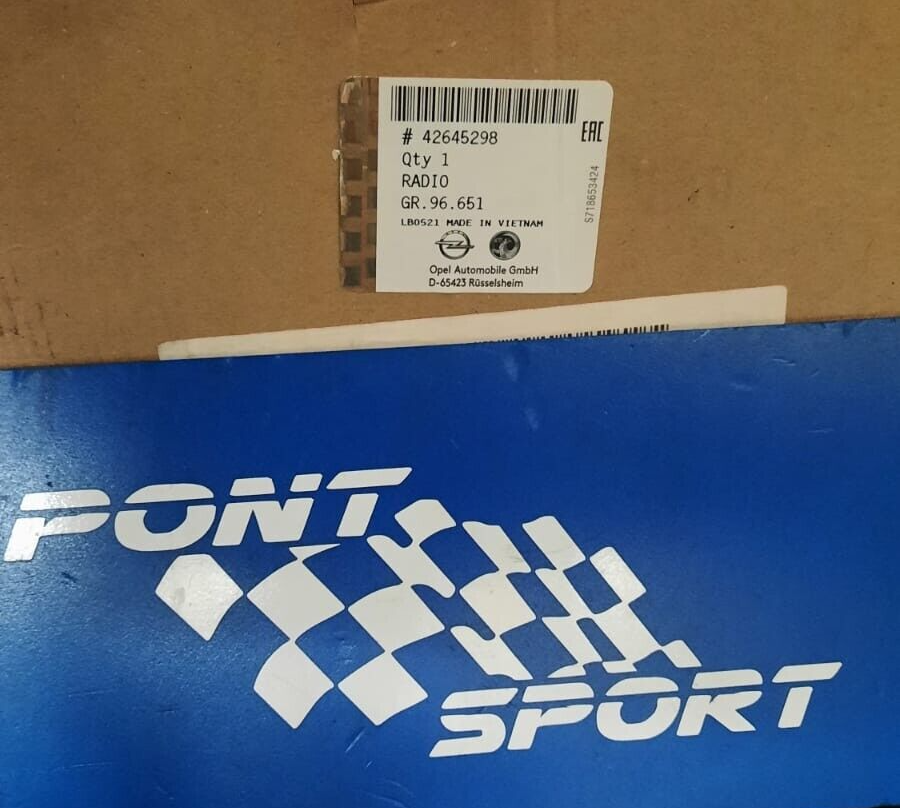 # 42645298
EAC
Qty 1
RADIO
GR.96.651
S718653424
LB0521 MADE IN VIETNAM
Opel Automobile GmbH
D-65423 Rüsselsheim
PONT
SPORT